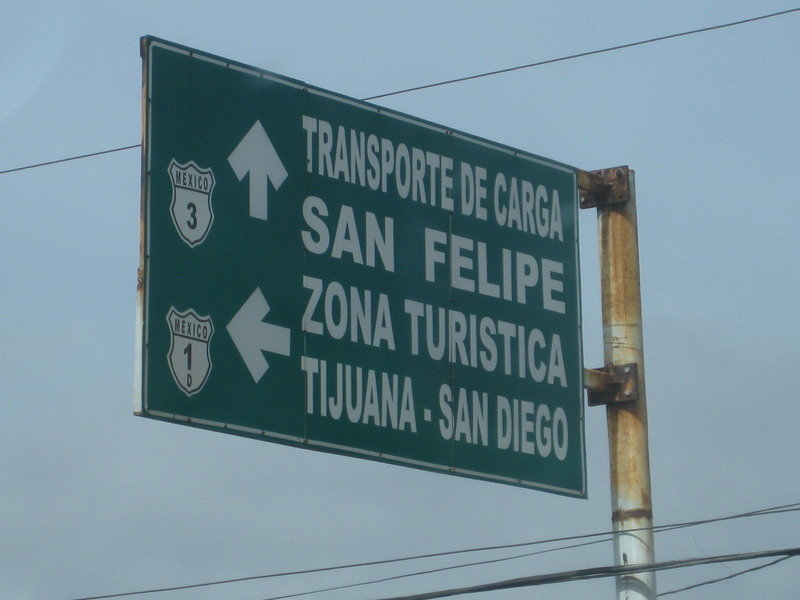 MEXICO
3
TRANSPORTE DE CARGA
SAN FELIPE
MEXICO
1
D
ZONA TURISTICA
TIJUANA - SAN DIEGO